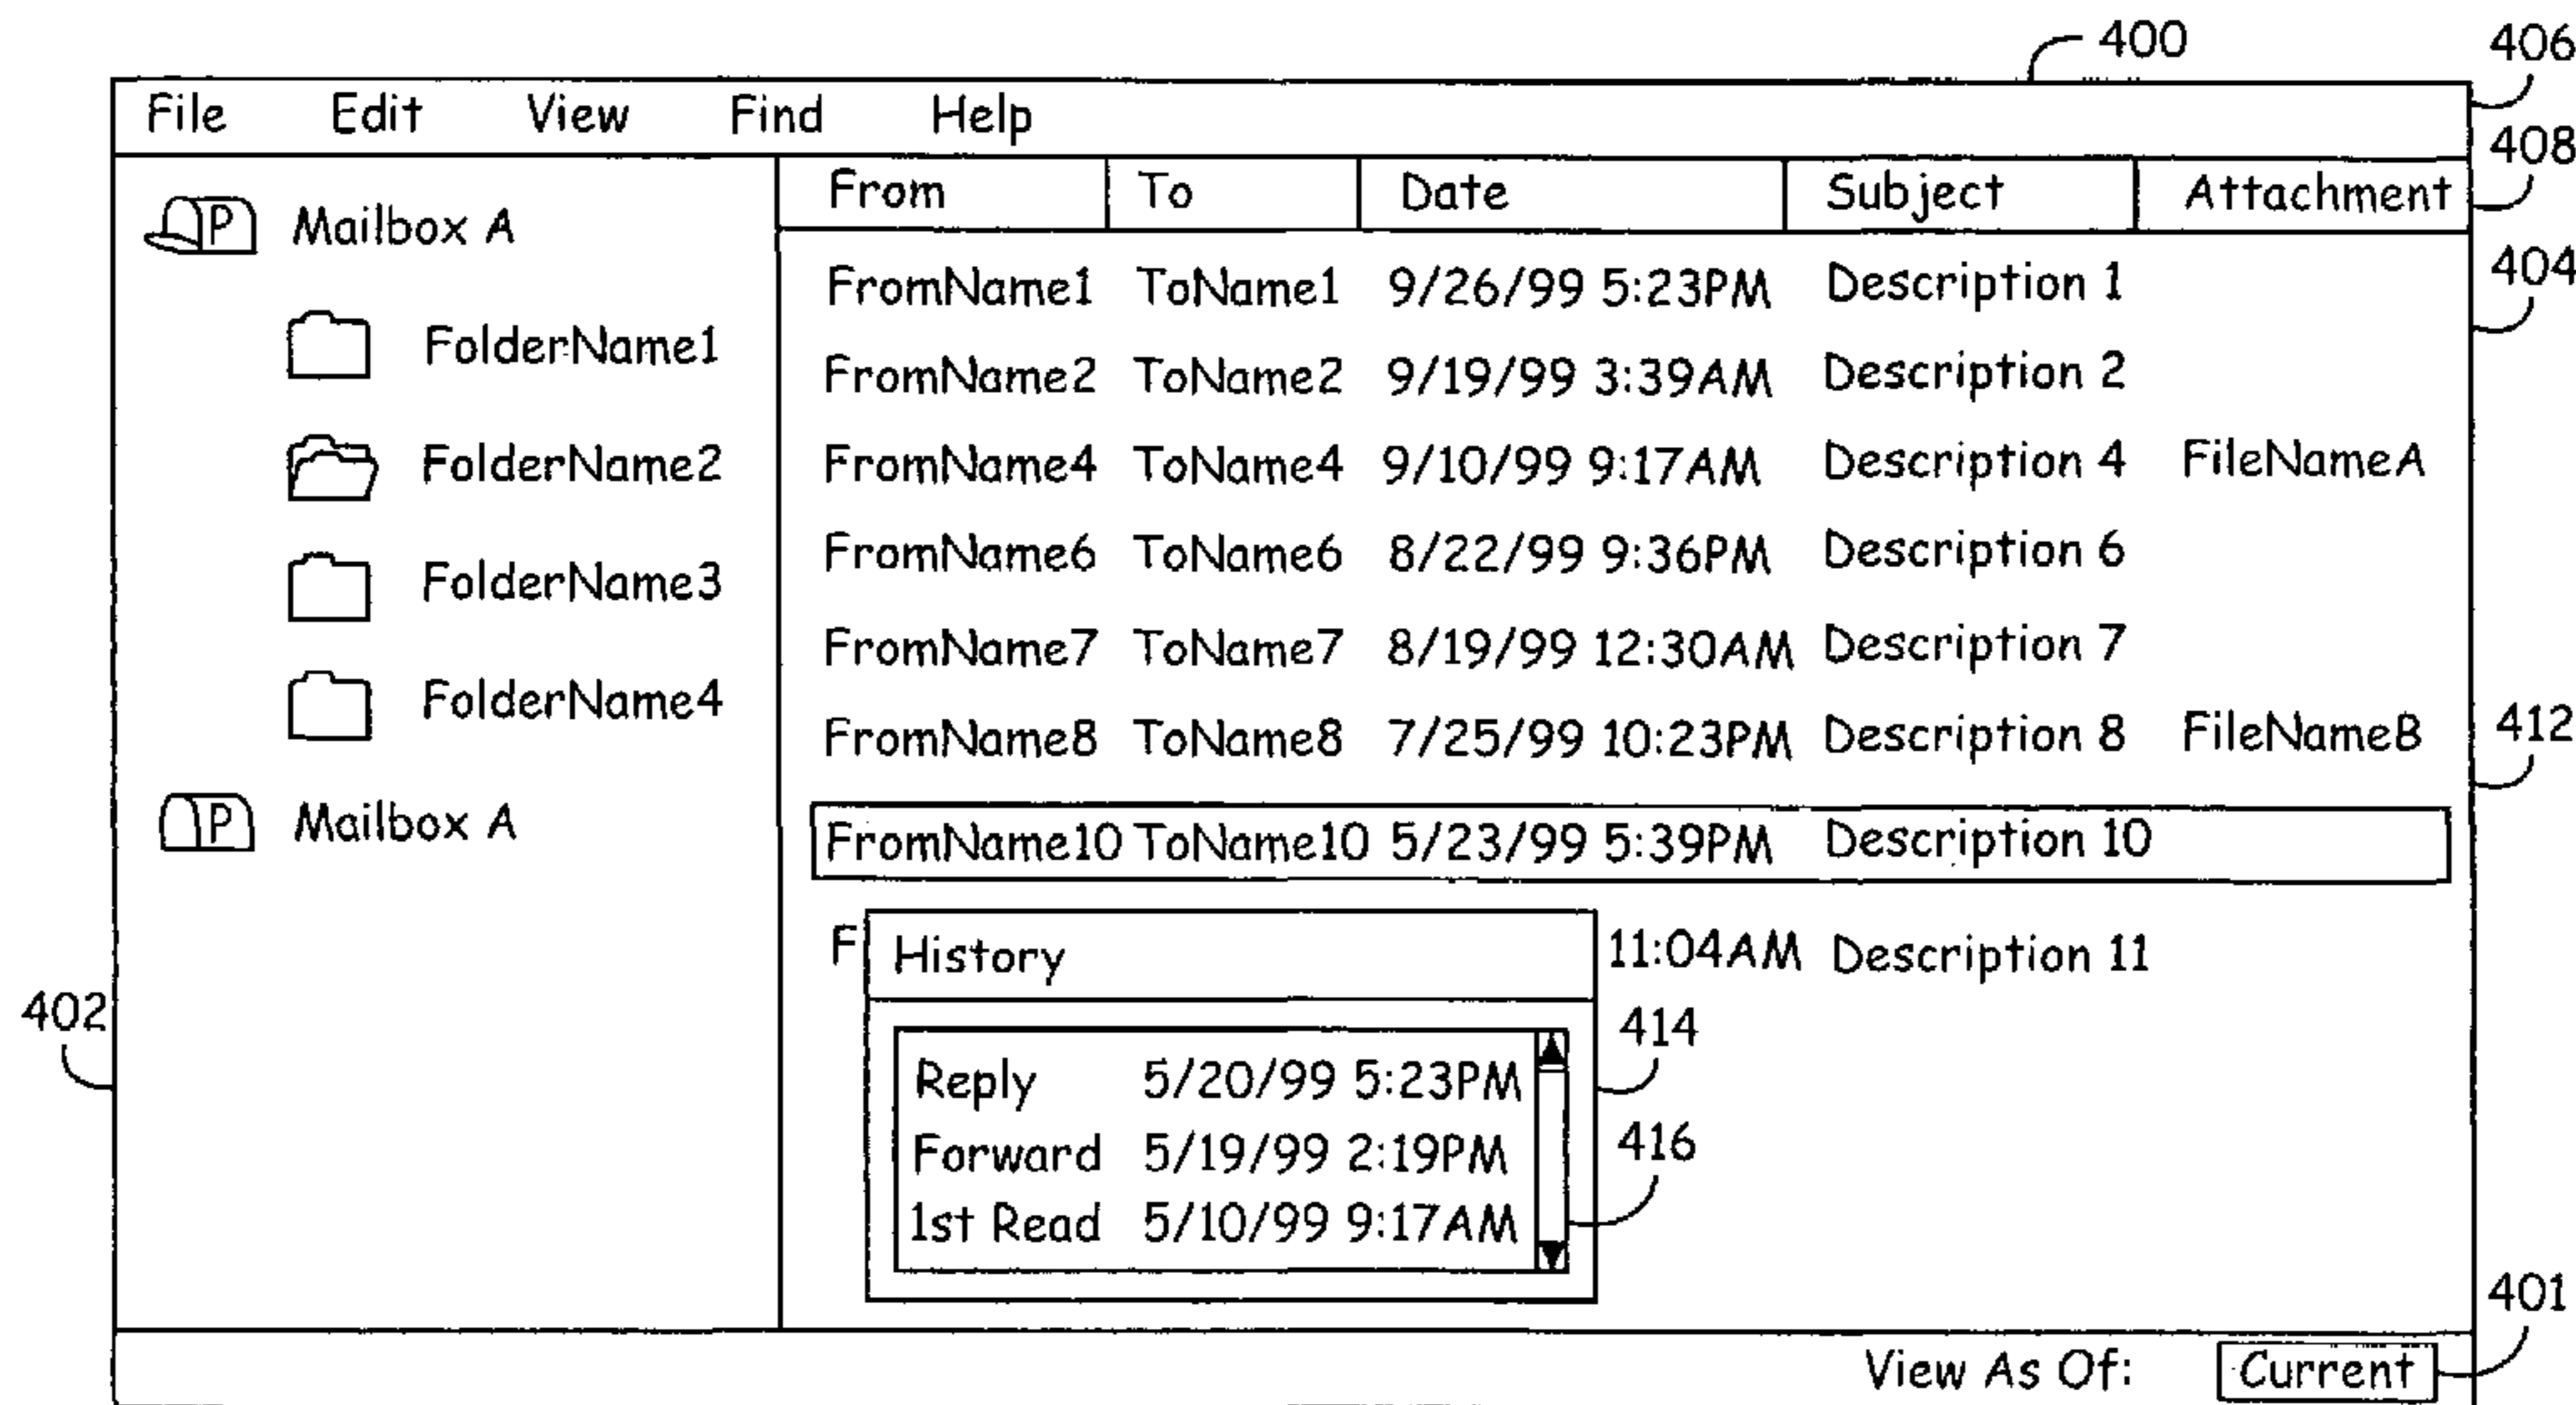 400
406
File Edit View Find Help
408
From To Date Subject Attachment
Mailbox A
FolderName1
FolderName2
FolderName3
FolderName4
Mailbox A
404
FromName1 ToName1 9/26/99 5:23PM Description 1
FromName2 ToName2 9/19/99 3:39AM Description 2
FromName4 ToName4 9/10/99 9:17AM Description 4 FileNameA
FromName6 ToName6 8/22/99 9:36PM Description 6
FromName7 ToName7 8/19/99 12:30AM Description 7
FromName8 ToName8 7/25/99 10:23PM Description 8 FileNameB
412
FromName10 ToName10 5/23/99 5:39PM Description 10
F 11:04AM Description 11
History
402
414
Reply 5/20/99 5:23PM
Forward 5/19/99 2:19PM
416
1st Read 5/10/99 9:17AM
401
View As Of: Current
P
P